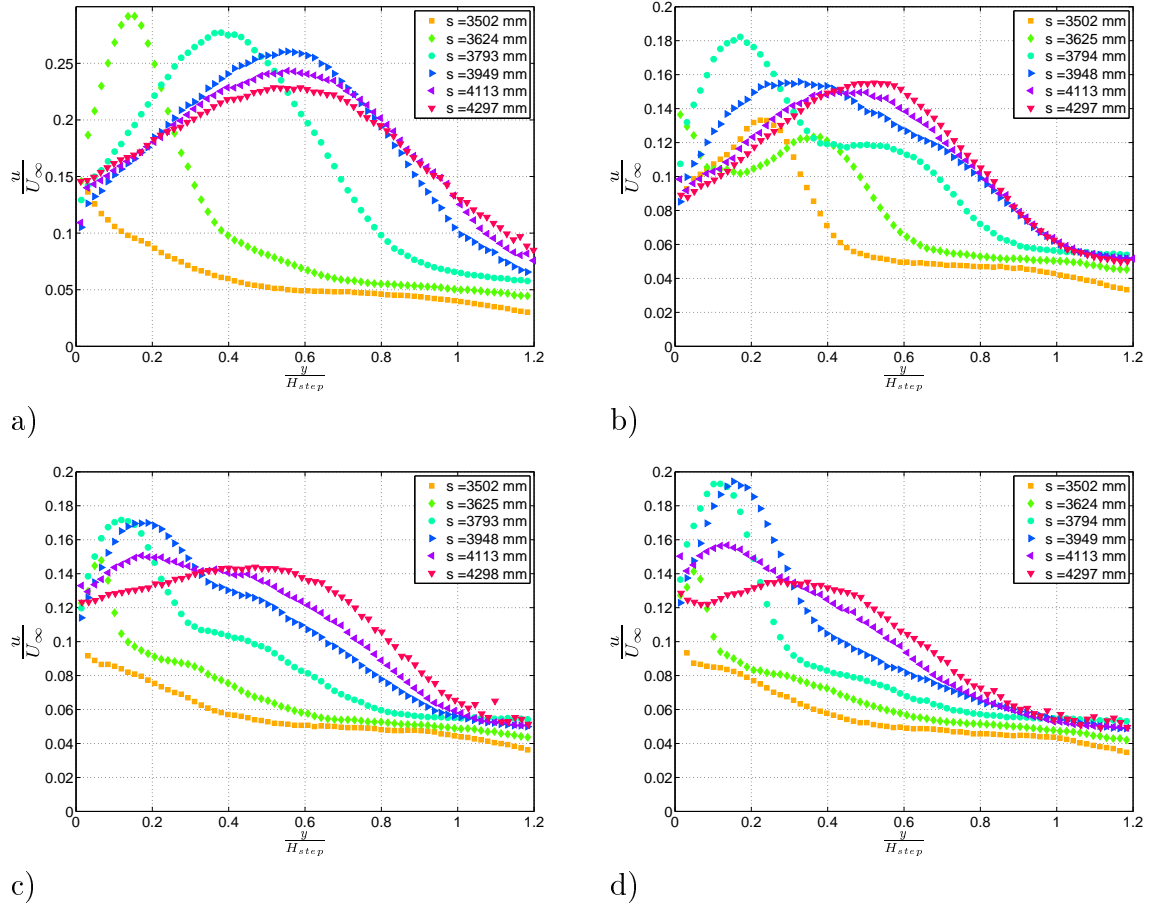 s =3502 mm
s =3624 mm
s =3793 mm
s =3949 mm
s =4113 mm
s =4297 mm
0.25
0.2
0.15
0.1
0.05
0
u
U∞
0 0.2 0.4 0.6 0.8 1 1.2
y
H step
a)
s =3502 mm
s =3625 mm
s =3794 mm
s =3948 mm
s =4113 mm
s =4297 mm
0.2
0.18
0.16
0.14
0.12
0.1
0.08
0.06
0.04
0.02
0
u
U∞
0 0.2 0.4 0.6 0.8 1 1.2
y
H step
b)
s =3502 mm
s =3625 mm
s =3793 mm
s =3948 mm
s =4113 mm
s =4298 mm
0.2
0.18
0.16
0.14
0.12
0.1
0.08
0.06
0.04
0.02
0
u
U∞
0 0.2 0.4 0.6 0.8 1 1.2
y
H step
c)
s =3502 mm
s =3624 mm
s =3794 mm
s =3949 mm
s =4113 mm
s =4297 mm
0.2
0.18
0.16
0.14
0.12
0.1
0.08
0.06
0.04
0.02
0
u
U∞
0 0.2 0.4 0.6 0.8 1 1.2
y
H step
d)